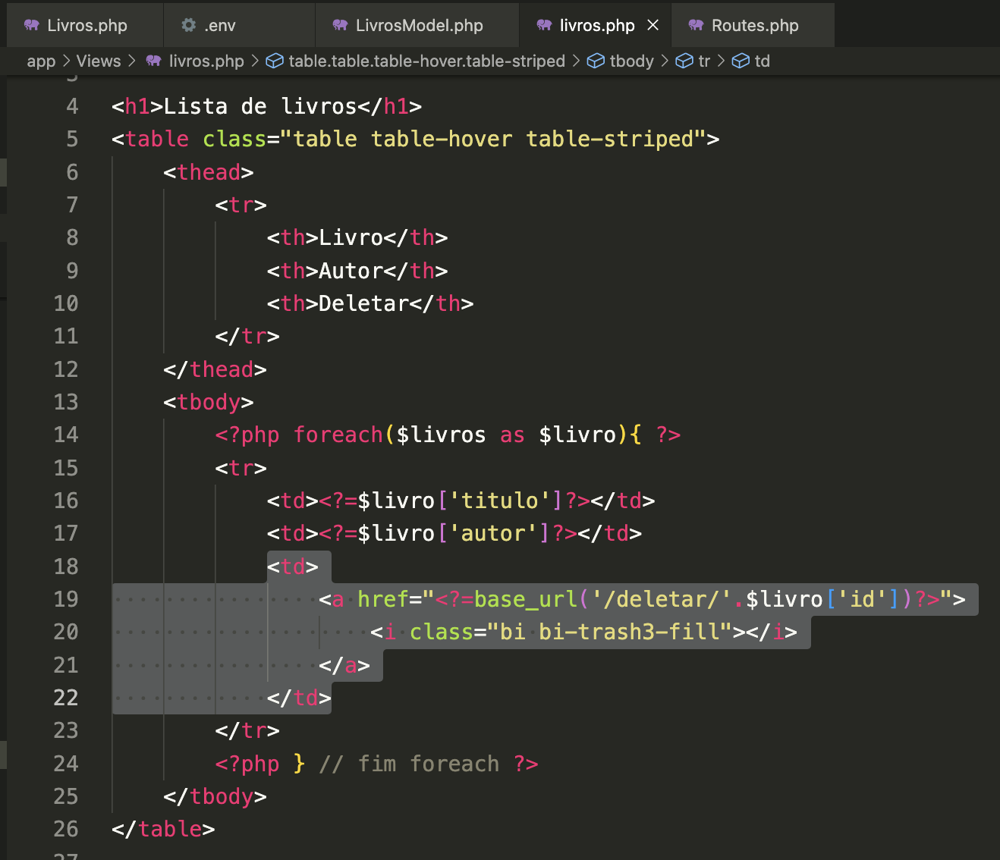 Livros.php .env LivrosModel.php livros.php Routes.php
app > Views > livros.php > table.table.table-hover.table-striped > tbody > tr > td
4 <h1>Lista de livros</h1>
5 <table class="table table-hover table-striped">
6 <thead>
7 <tr>
8 <th>Livro</th>
9 <th>Autor</th>
10 <th>Deletar</th>
11 </tr>
12 </thead>
13 <tbody>
14 <?php foreach($livros as $livro){ ?>
15 <tr>
16 <td><?=$livro['titulo']?></td>
17 <td><?=$livro['autor']?></td>
18 <td>
19 <a href="<?=base_url('/deletar/'.$livro['id'])?>">
20 <i class="bi bi-trash3-fill"></i>
21 </a>
22 </td>
23 </tr>
24 <?php } // fim foreach ?>
25 </tbody>
26 </table>